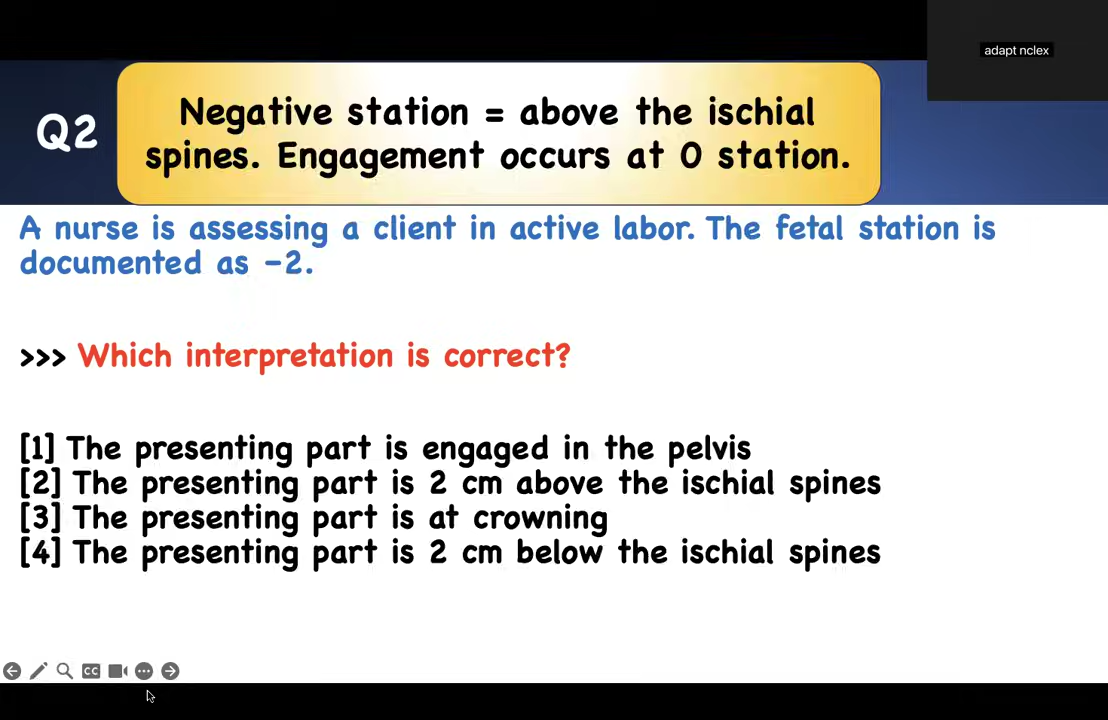 adapt nclex
Q2
Negative station = above the ischial
spines. Engagement occurs at 0 station.
A nurse is assessing a client in active labor. The fetal station is
documented as -2.
>>> Which interpretation is correct?
[1] The presenting part is engaged in the pelvis
[2] The presenting part is 2 cm above the ischial spines
[3] The presenting part is at crowning
[4] The presenting part is 2 cm below the ischial spines
CC